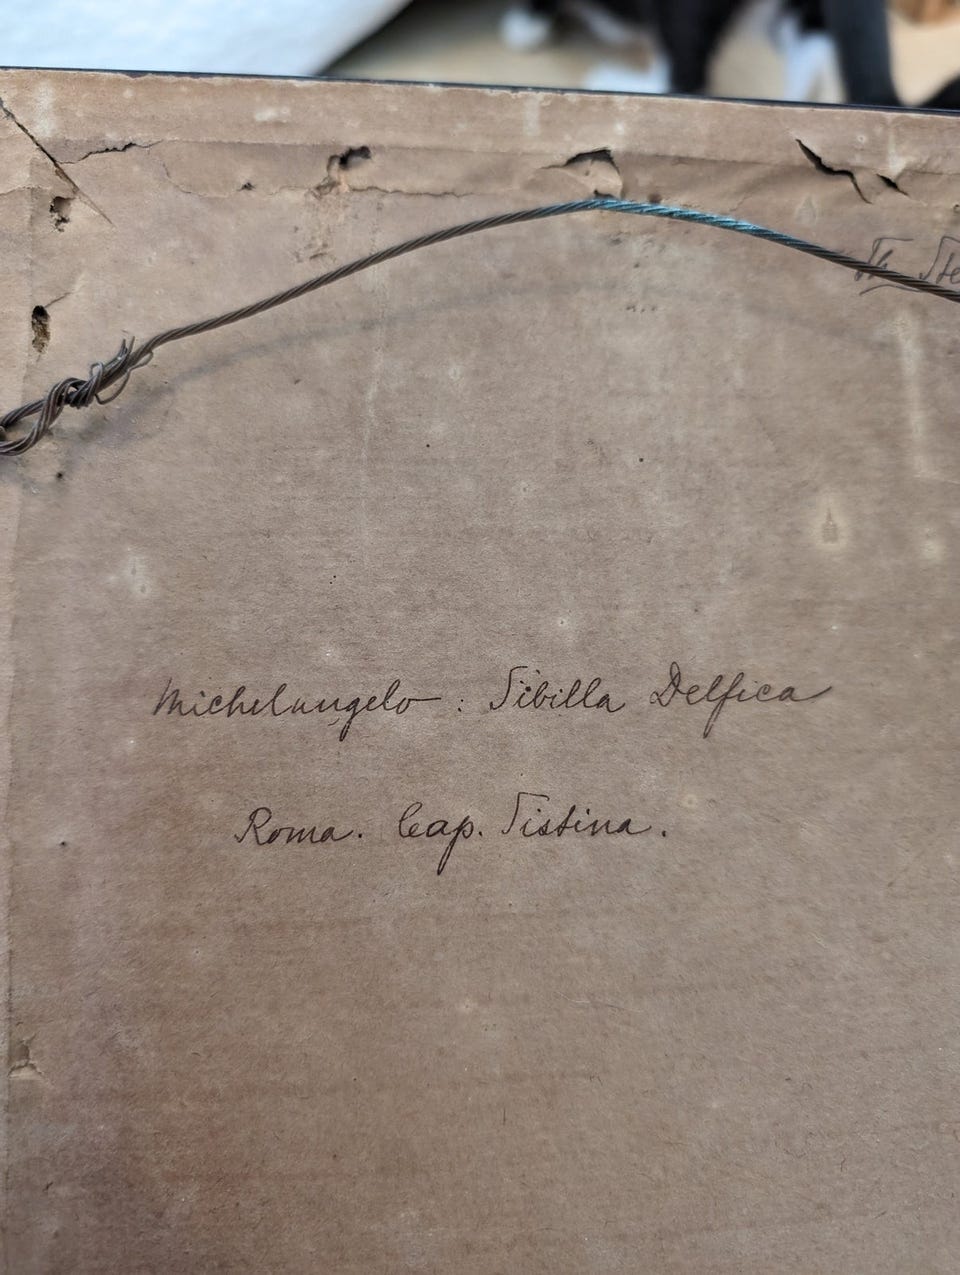 Michelangelo : Sibilla Delfica
Roma. Cap. Sistina.